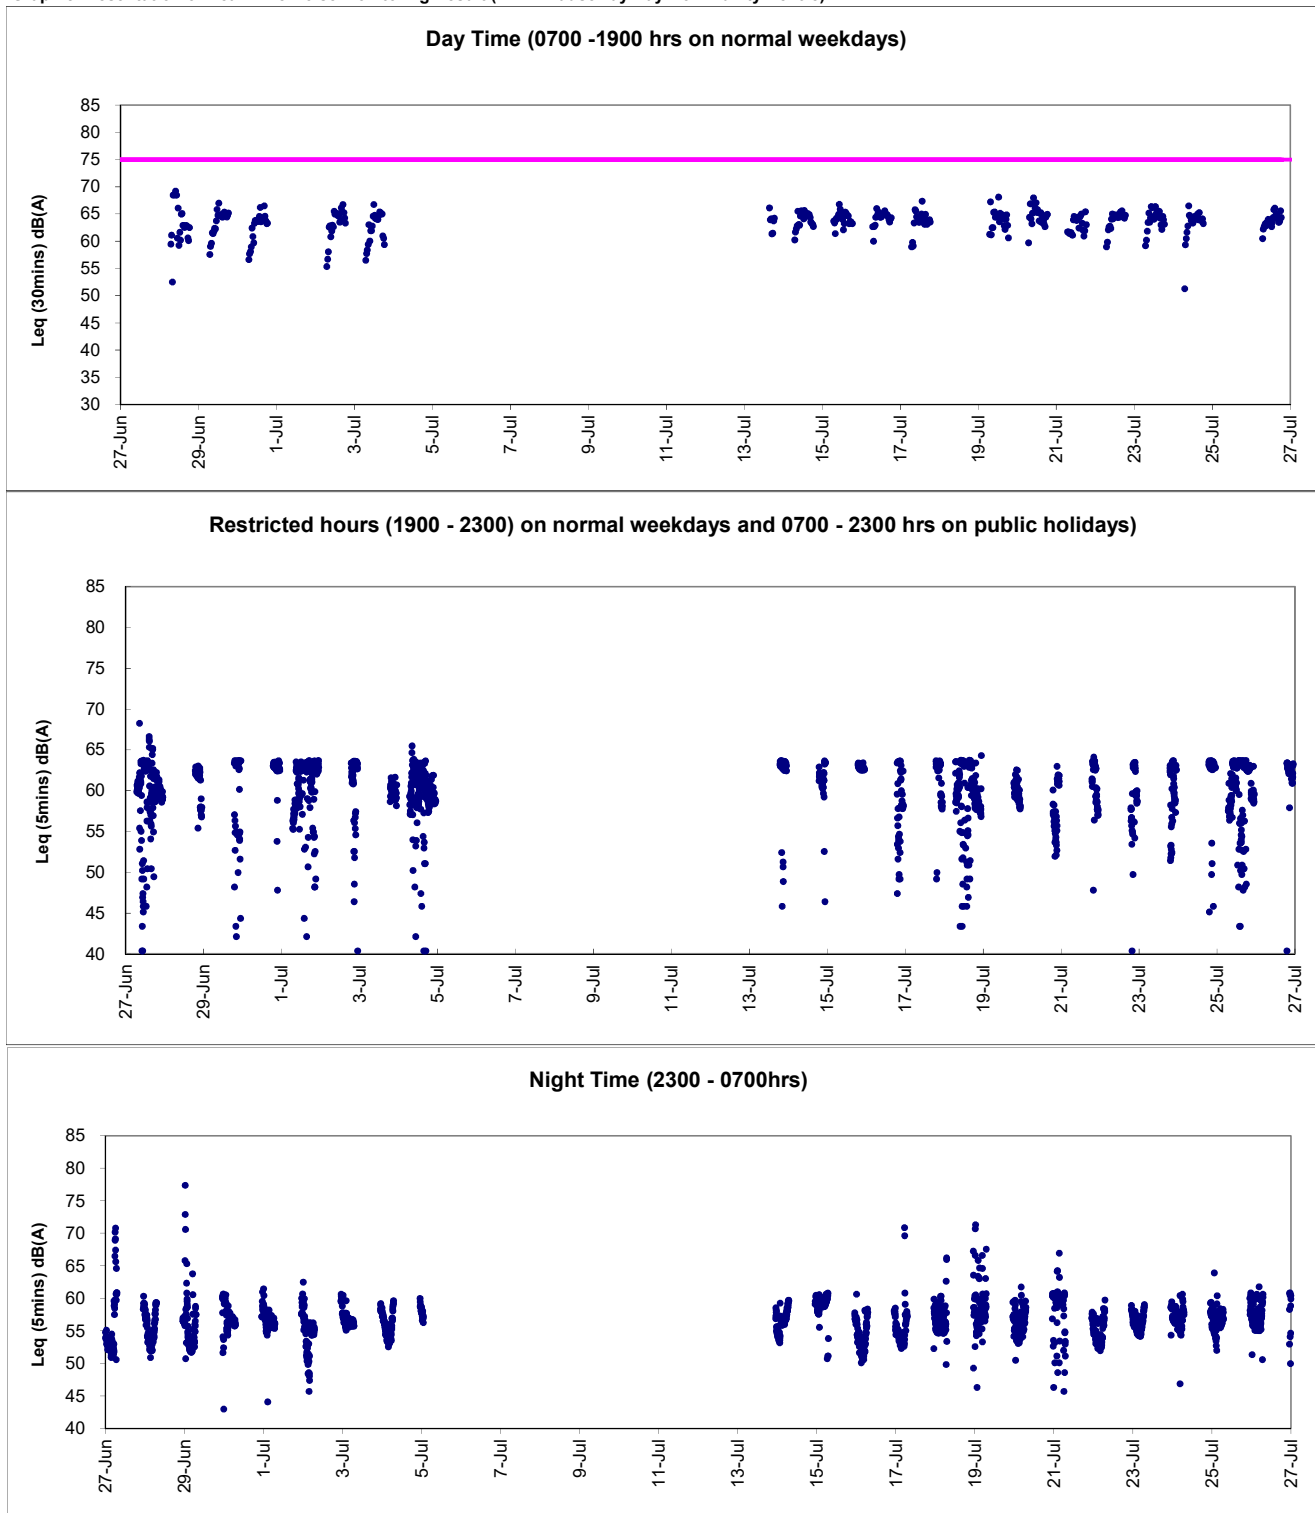 Day Time (0700 -1900 hrs on normal weekdays)
Leq (30mins) dB(A)
85
80
75
70
65
60
55
50
45
40
35
30
27-Jun
29-Jun
1-Jul
3-Jul
5-Jul
7-Jul
9-Jul
11-Jul
13-Jul
15-Jul
17-Jul
19-Jul
21-Jul
23-Jul
25-Jul
27-Jul
Restricted hours (1900 - 2300) on normal weekdays and 0700 - 2300 hrs on public holidays)
Leq (5mins) dB(A)
85
80
75
70
65
60
55
50
45
40
27-Jun
29-Jun
1-Jul
3-Jul
5-Jul
7-Jul
9-Jul
11-Jul
13-Jul
15-Jul
17-Jul
19-Jul
21-Jul
23-Jul
25-Jul
27-Jul
Night Time (2300 - 0700hrs)
Leq (5mins) dB(A)
85
80
75
70
65
60
55
50
45
40
27-Jun
29-Jun
1-Jul
3-Jul
5-Jul
7-Jul
9-Jul
11-Jul
13-Jul
15-Jul
17-Jul
19-Jul
21-Jul
23-Jul
25-Jul
27-Jul